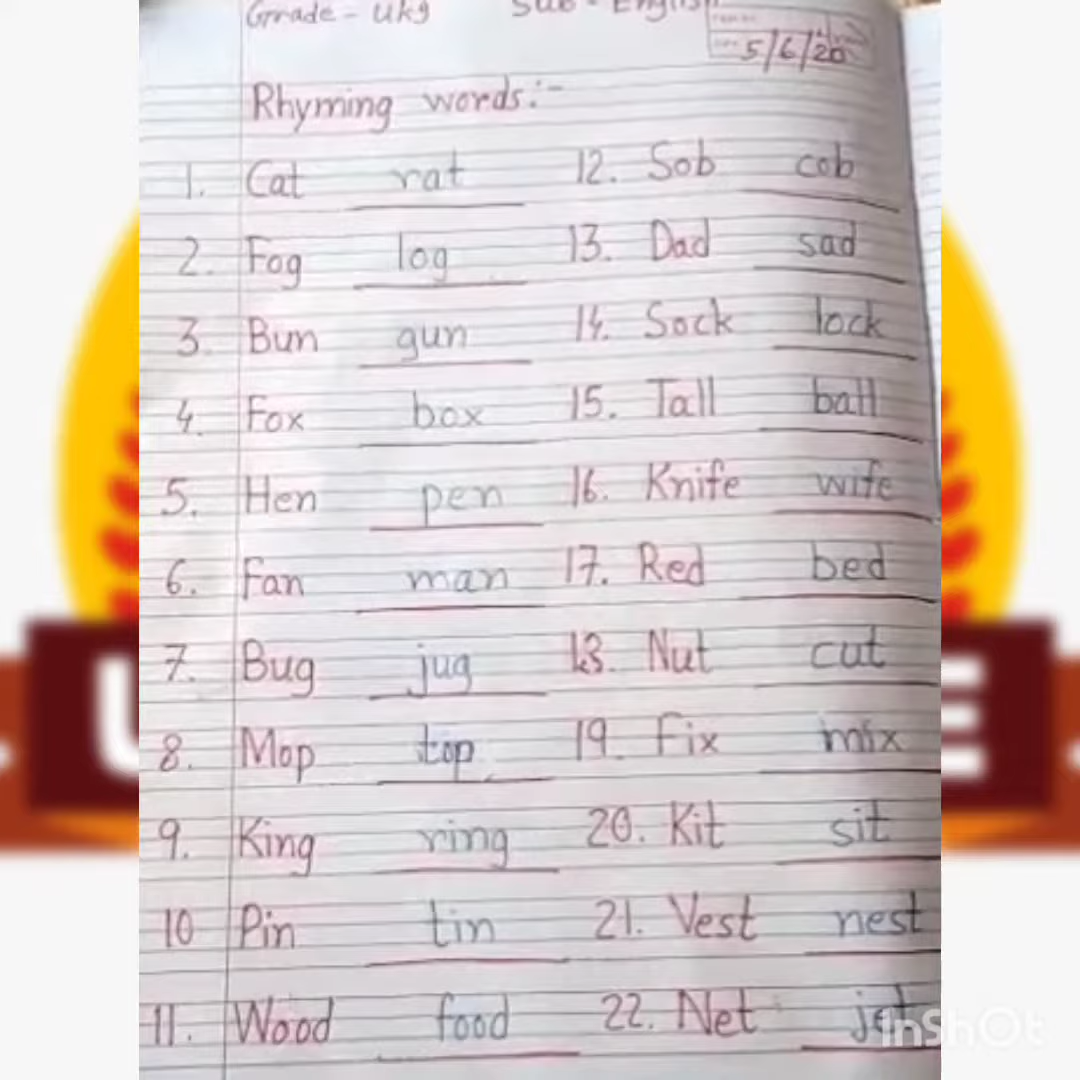 Grade - Ukg Sub - English
5/6/20
Rhyming words:-
1. Cat rat 12. Sob cob
2. Fog log 13. Dad sad
3. Bun gun 14. Sock lock
4. Fox box 15. Tall ball
5. Hen pen 16. Knife wife
6. Fan man 17. Red bed
7. Bug jug 18. Nut cut
8. Mop top 19. Fix mix
9. King ring 20. Kit sit
10 Pin tin 21. Vest nest
11. Wood food 22. Net jet
InShOt